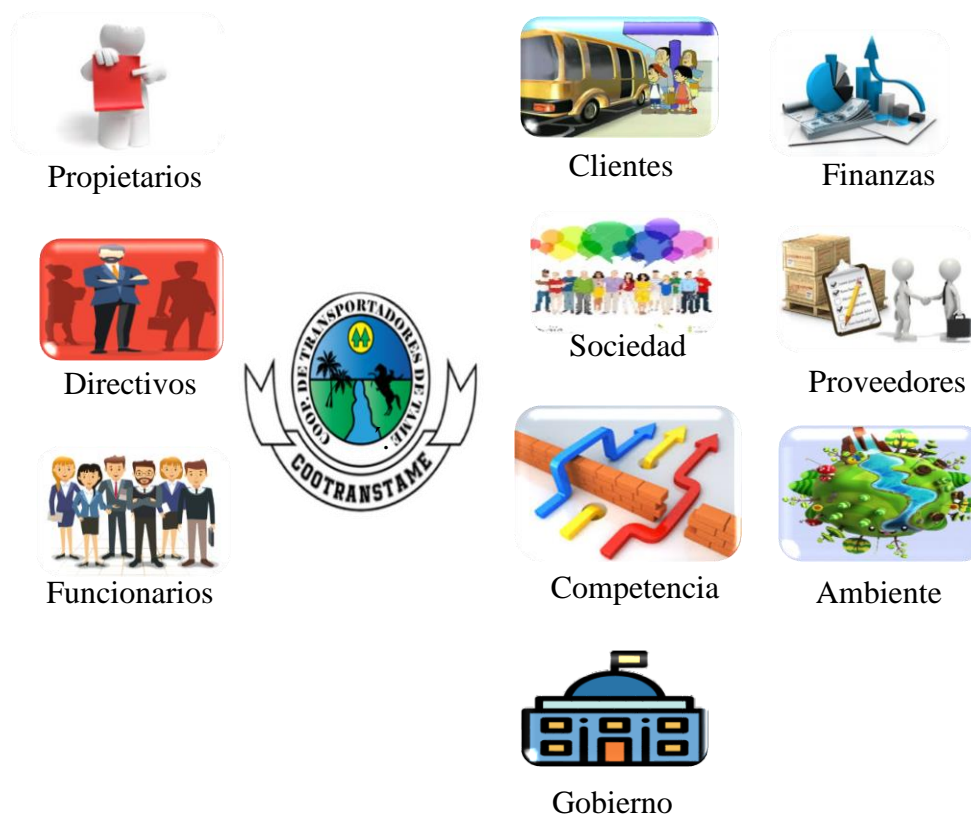 Propietarios
Clientes
Finanzas
Directivos
Sociedad
Proveedores
COOP. DE TRANSPORTADORES DE TAME
COOTRANSTAME
Funcionarios
Competencia
Ambiente
Gobierno